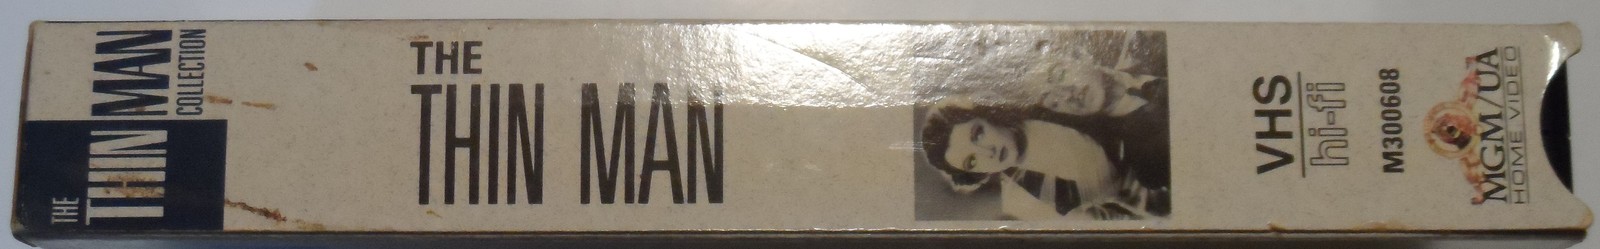 THE
THIN MAN
COLLECTION
THE
THIN MAN
VHS
hi-fi
M300608
MGM/UA
HOME VIDEO